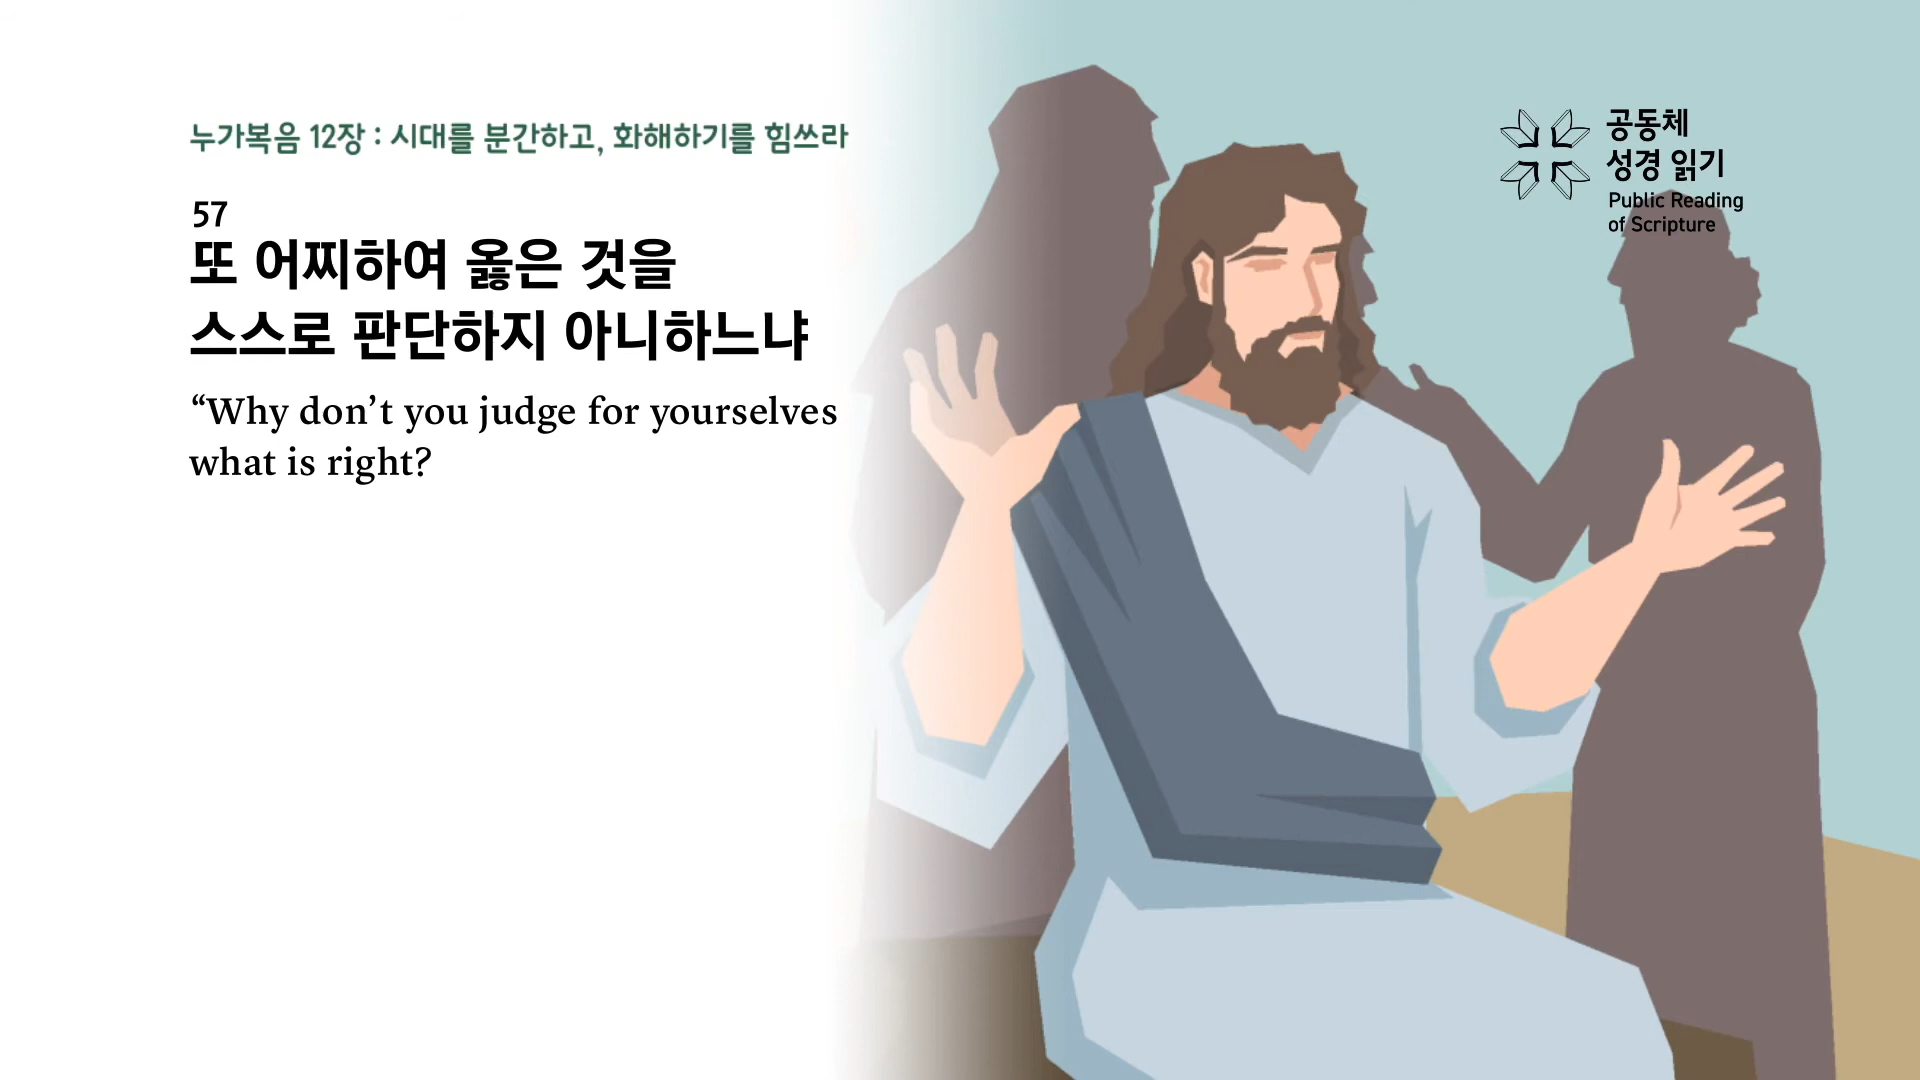 누가복음 12장 : 시대를 분간하고, 화해하기를 힘쓰라
57
또 어찌하여 옳은 것을
스스로 판단하지 아니하느냐
“Why don’t you judge for yourselves
what is right?
공동체
성경 읽기
Public Reading
of Scripture